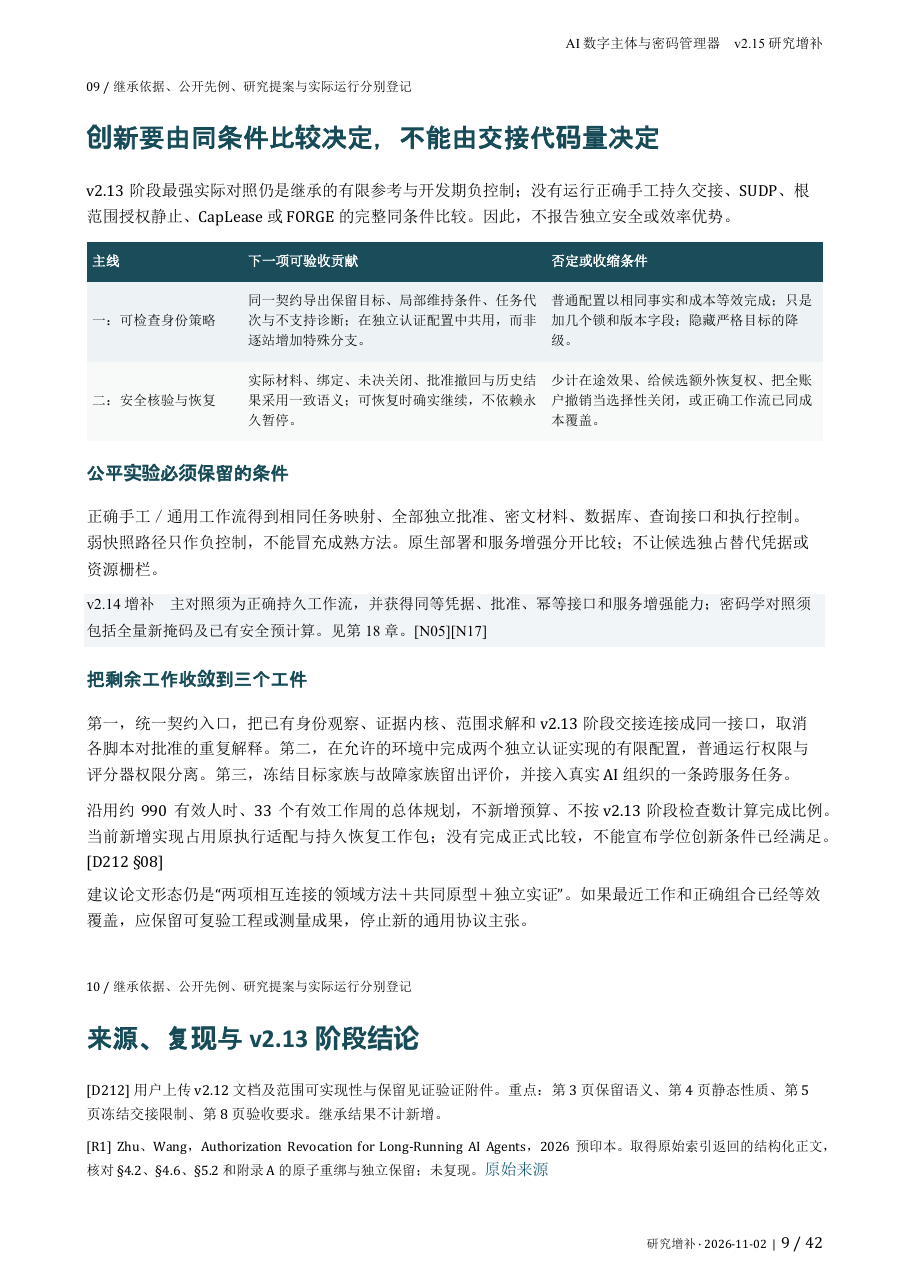 AI 数字主体与密码管理器 v2.15 研究增补
09 / 继承依据、公开先例、研究提案与实际运行分别登记
创新要由同条件比较决定，不能由交接代码量决定
v2.13 阶段最强实际对照仍是继承的有限参考与开发期负控制；没有运行正确手工持久交接、SUDP、根
范围授权静止、CapLease 或 FORGE 的完整同条件比较。因此，不报告独立安全或效率优势。
主线 下一项可验收贡献 否定或收缩条件
同一契约导出保留目标、局部维持条件、任务代 普通配置以相同事实和成本等效完成；只是
一：可检查身份策略 次与不支持诊断；在独立认证配置中共用，而非 加几个锁和版本字段；隐藏严格目标的降
逐站增加特殊分支。 级。
实际材料、绑定、未决关闭、批准撤回与历史结 少计在途效果、给候选额外恢复权、把全账
二：安全核验与恢复 果采用一致语义；可恢复时确实继续，不依赖永 户撤销当选择性关闭，或正确工作流已同成
久暂停。 本覆盖。
公平实验必须保留的条件
正确手工 / 通用工作流得到相同任务映射、全部独立批准、密文材料、数据库、查询接口和执行控制。
弱快照路径只作负控制，不能冒充成熟方法。原生部署和服务增强分开比较；不让候选独占替代凭据或
资源栅栏。
v2.14 增补 主对照须为正确持久工作流，并获得同等凭据、批准、幂等接口和服务增强能力；密码学对照须
包括全量新掩码及已有安全预计算。见第 18 章。[N05][N17]
把剩余工作收敛到三个工件
第一，统一契约入口，把已有身份观察、证据内核、范围求解和 v2.13 阶段交接连接成同一接口，取消
各脚本对批准的重复解释。第二，在允许的环境中完成两个独立认证实现的有限配置，普通运行权限与
评分器权限分离。第三，冻结目标家族与故障家族留出评价，并接入真实 AI 组织的一条跨服务任务。
沿用约 990 有效人时、33 个有效工作周的总体规划，不新增预算、不按 v2.13 阶段检查数计算完成比例。
当前新增实现占用原执行适配与持久恢复工作包；没有完成正式比较，不能宣布学位创新条件已经满足。
[D212 §08]
建议论文形态仍是“两项相互连接的领域方法＋共同原型＋独立实证”。如果最近工作和正确组合已经等效
覆盖，应保留可复验工程或测量成果，停止新的通用协议主张。
10 / 继承依据、公开先例、研究提案与实际运行分别登记
来源、复现与 v2.13 阶段结论
[D212] 用户上传 v2.12 文档及范围可实现性与保留见证验证附件。重点：第 3 页保留语义、第 4 页静态性质、第 5
页冻结交接限制、第 8 页验收要求。继承结果不计新增。
[R1] Zhu、Wang，Authorization Revocation for Long-Running AI Agents，2026 预印本。取得原始索引返回的结构化正文，
核对 §4.2、§4.6、§5.2 和附录 A 的原子重绑与独立保留；未复现。原始来源
研究增补 · 2026-11-02 | 9 / 42